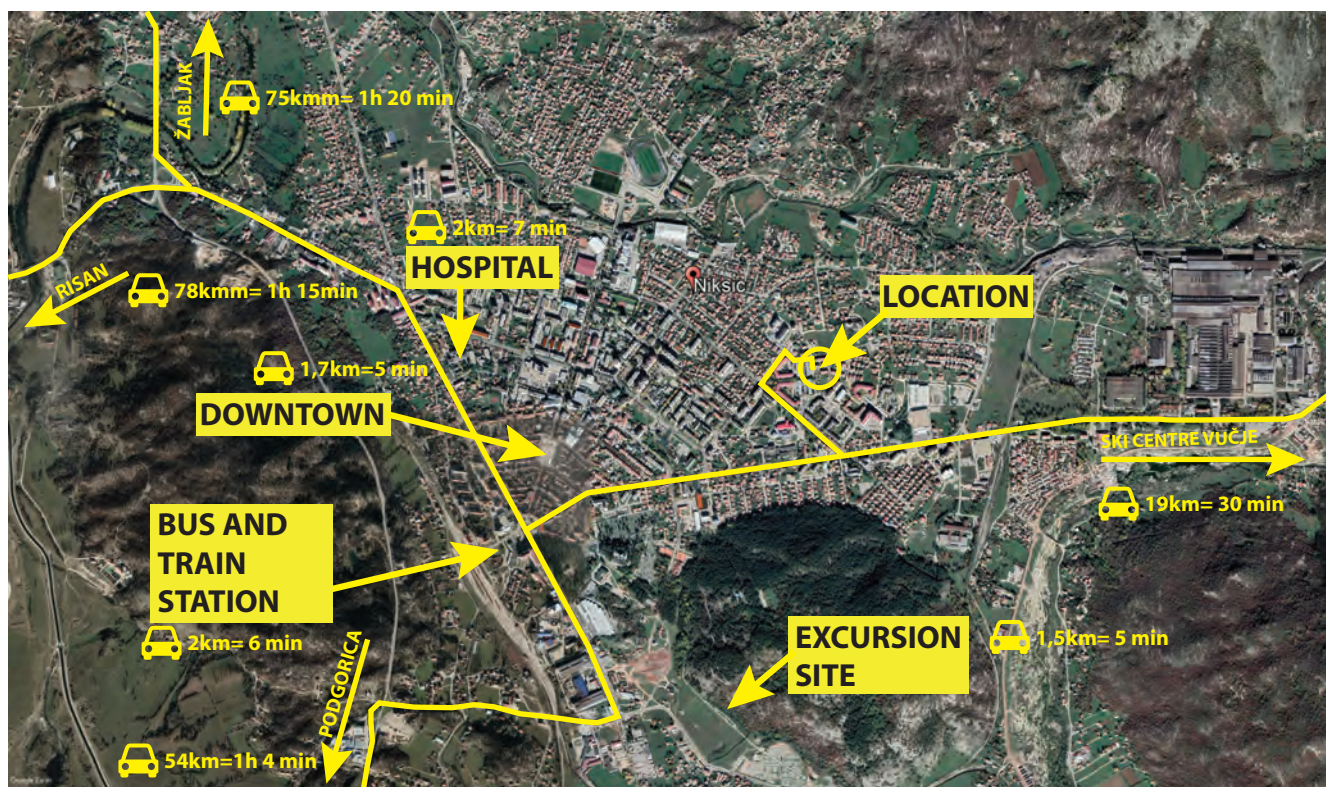 ŽABLJAK
75kmm= 1h 20 min
2km= 7 min
HOSPITAL
RISAN
78kmm= 1h 15min
Niksic
LOCATION
1,7km=5 min
DOWNTOWN
SKI CENTRE VUČJE
19km= 30 min
BUS AND
TRAIN
STATION
2km= 6 min
EXCURSION
SITE
1,5km= 5 min
PODGORICA
54km=1h 4 min
Google Earth